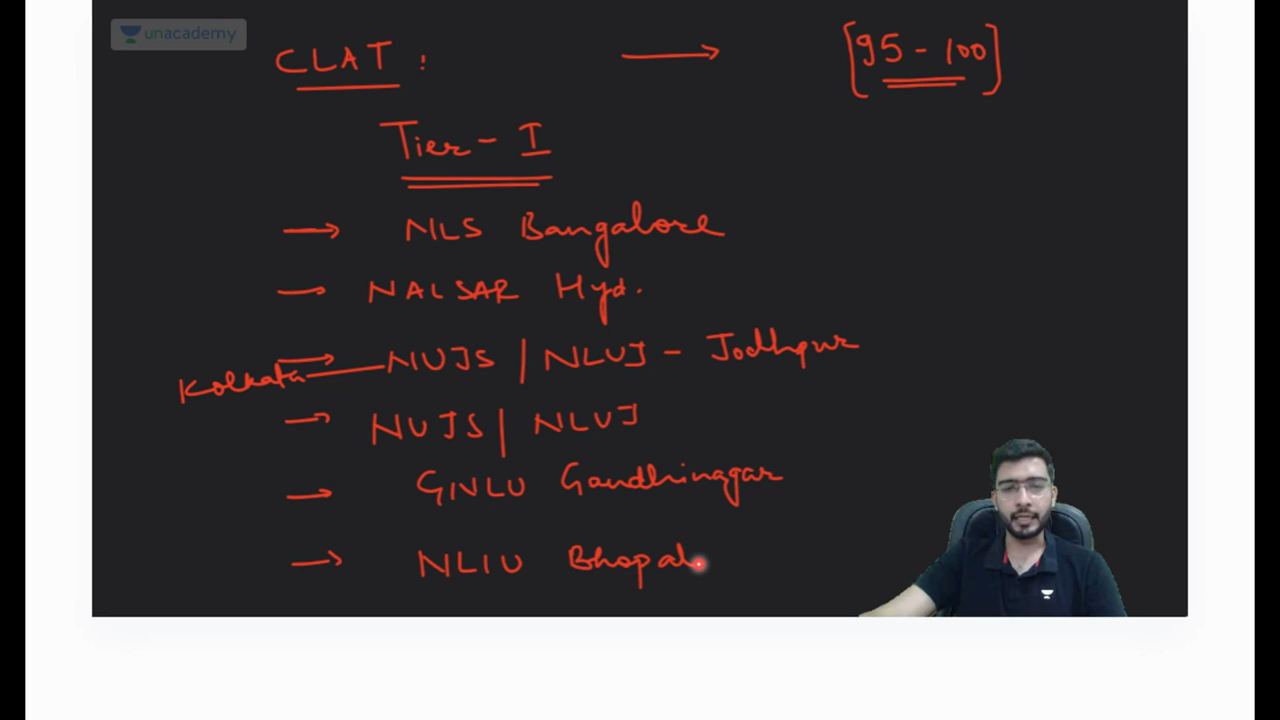 unacademy
CLAT : → [95-100]
Tier - I
→ NLS Bangalore
→ NALSAR Hyd.
→ NUJS | NLUJ - Jodhpur
Kolkata
→ NUJS | NLUJ
→ GNLU Gandhinagar
→ NLIU Bhopal